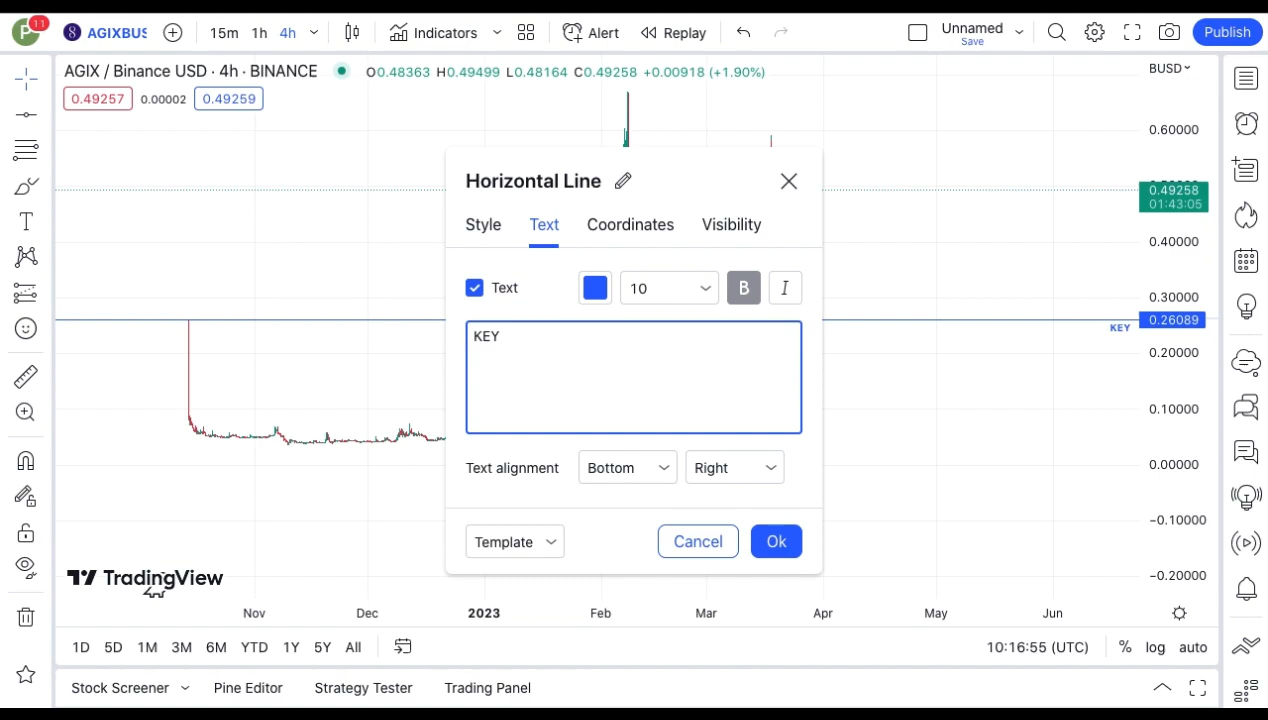 P 11 AGIXBUS 15m 1h 4h Indicators Alert Replay Unnamed Save Publish
AGIX / Binance USD · 4h · BINANCE O0.48363 H0.49499 L0.48164 C0.49258 +0.00918 (+1.90%) BUSD
0.49257 0.00002 0.49259
0.60000
Horizontal Line
0.49258
01:43:05
Style Text Coordinates Visibility
0.40000
Text 10 B I
0.30000
0.26089
KEY
KEY
0.20000
0.10000
Text alignment Bottom Right
0.00000
−0.10000
Template Cancel Ok
TradingView
−0.20000
Nov Dec 2023 Feb Mar Apr May Jun
1D 5D 1M 3M 6M YTD 1Y 5Y All 10:16:55 (UTC) % log auto
Stock Screener Pine Editor Strategy Tester Trading Panel